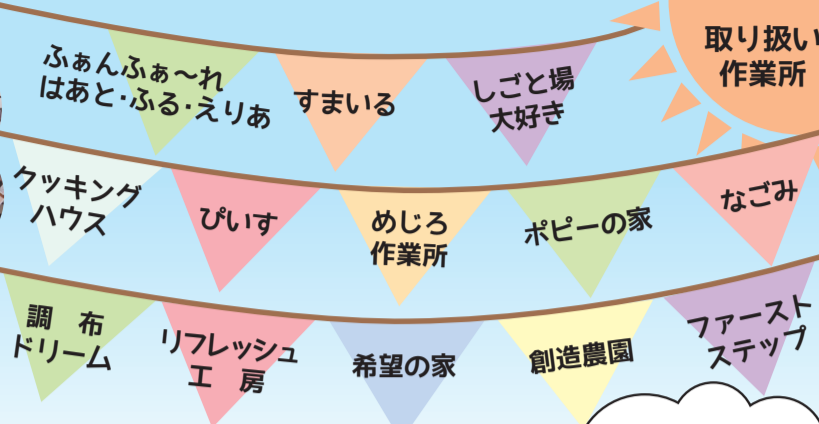 取り扱い
作業所
ふぁんふぁ～れ
はあと・ふる・えりあ
すまいる
しごと場
大好き
クッキング
ハウス
ぴいす
めじろ
作業所
ポピーの家
なごみ
調　布
ドリーム
リフレッシュ
工　房
希望の家
創造農園
ファースト
ステップ